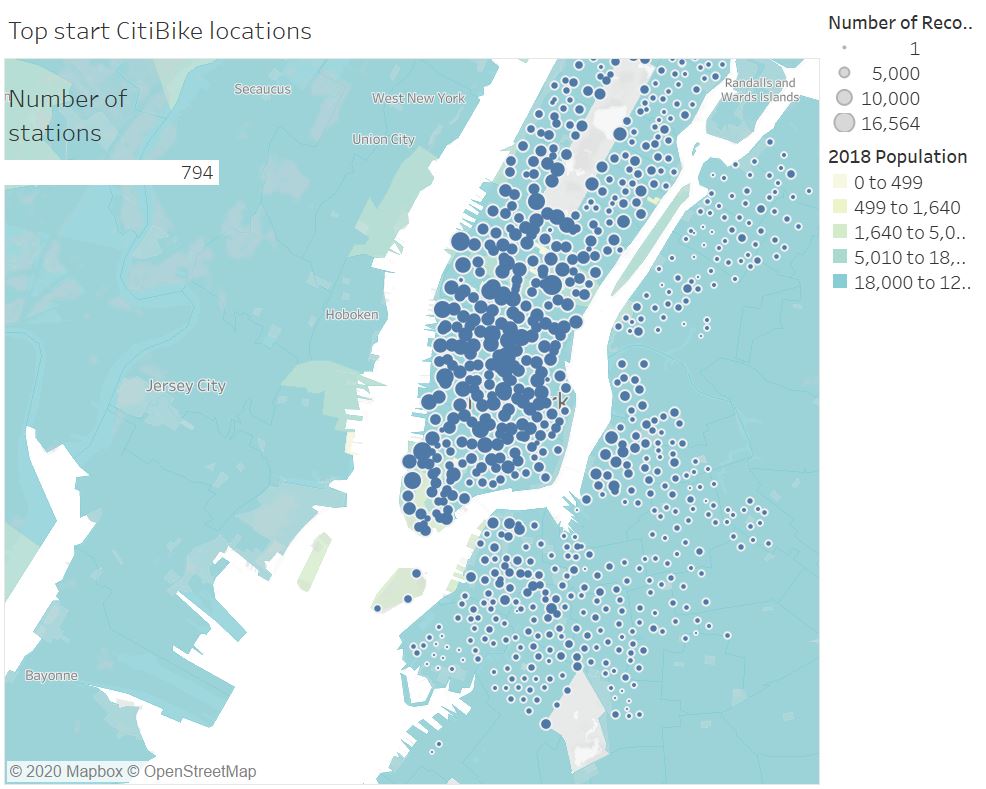 Top start CitiBike locations
Number of
stations
794
Secaucus
West New York
Union City
Randalls and
Wards Islands
Hoboken
Jersey City
Bayonne
© 2020 Mapbox © OpenStreetMap
Number of Reco..
1
5,000
10,000
16,564
2018 Population
0 to 499
499 to 1,640
1,640 to 5,0..
5,010 to 18,..
18,000 to 12..